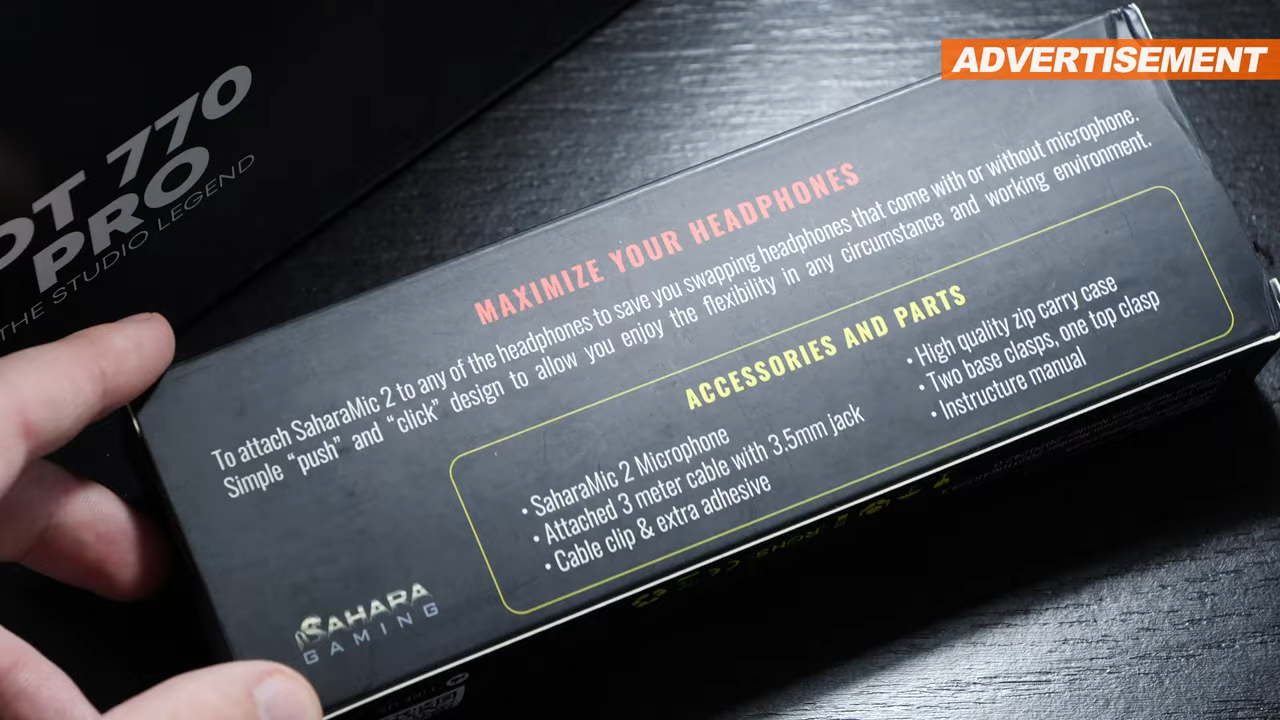 ADVERTISEMENT
DT 770
PRO
THE STUDIO LEGEND
MAXIMIZE YOUR HEADPHONES
To attach SaharaMic 2 to any of the headphones to save you swapping headphones that come with or without microphone.
Simple “push” and “click” design to allow you enjoy the flexibility in any circumstance and working environment.
ACCESSORIES AND PARTS
• SaharaMic 2 Microphone
• Attached 3 meter cable with 3.5mm jack
• Cable clip & extra adhesive
• High quality zip carry case
• Two base clasps, one top clasp
• Instructure manual
SAHARA
GAMING